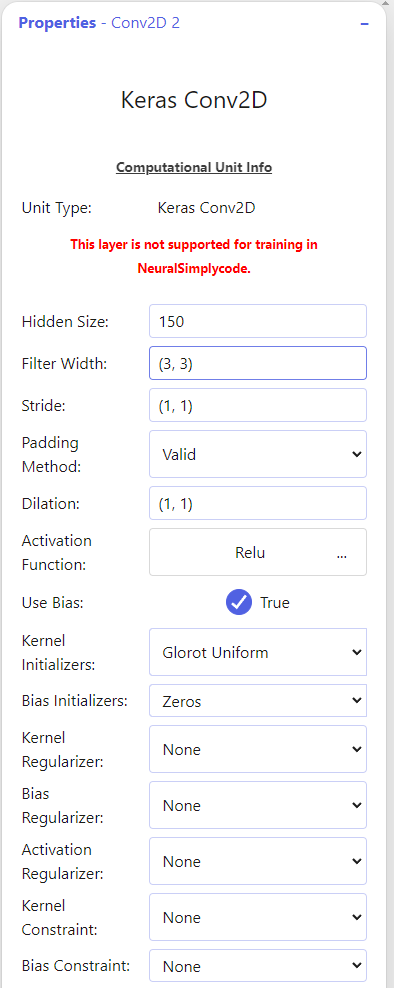 Properties - Conv2D 2 –
Keras Conv2D
Computational Unit Info
Unit Type: Keras Conv2D
This layer is not supported for training in
NeuralSimplycode.
Hidden Size: 150
Filter Width: (3, 3)
Stride: (1, 1)
Padding
Method: Valid
Dilation: (1, 1)
Activation
Function: Relu ...
Use Bias: True
Kernel
Initializers: Glorot Uniform
Bias Initializers: Zeros
Kernel
Regularizer: None
Bias
Regularizer: None
Activation
Regularizer: None
Kernel
Constraint: None
Bias Constraint: None